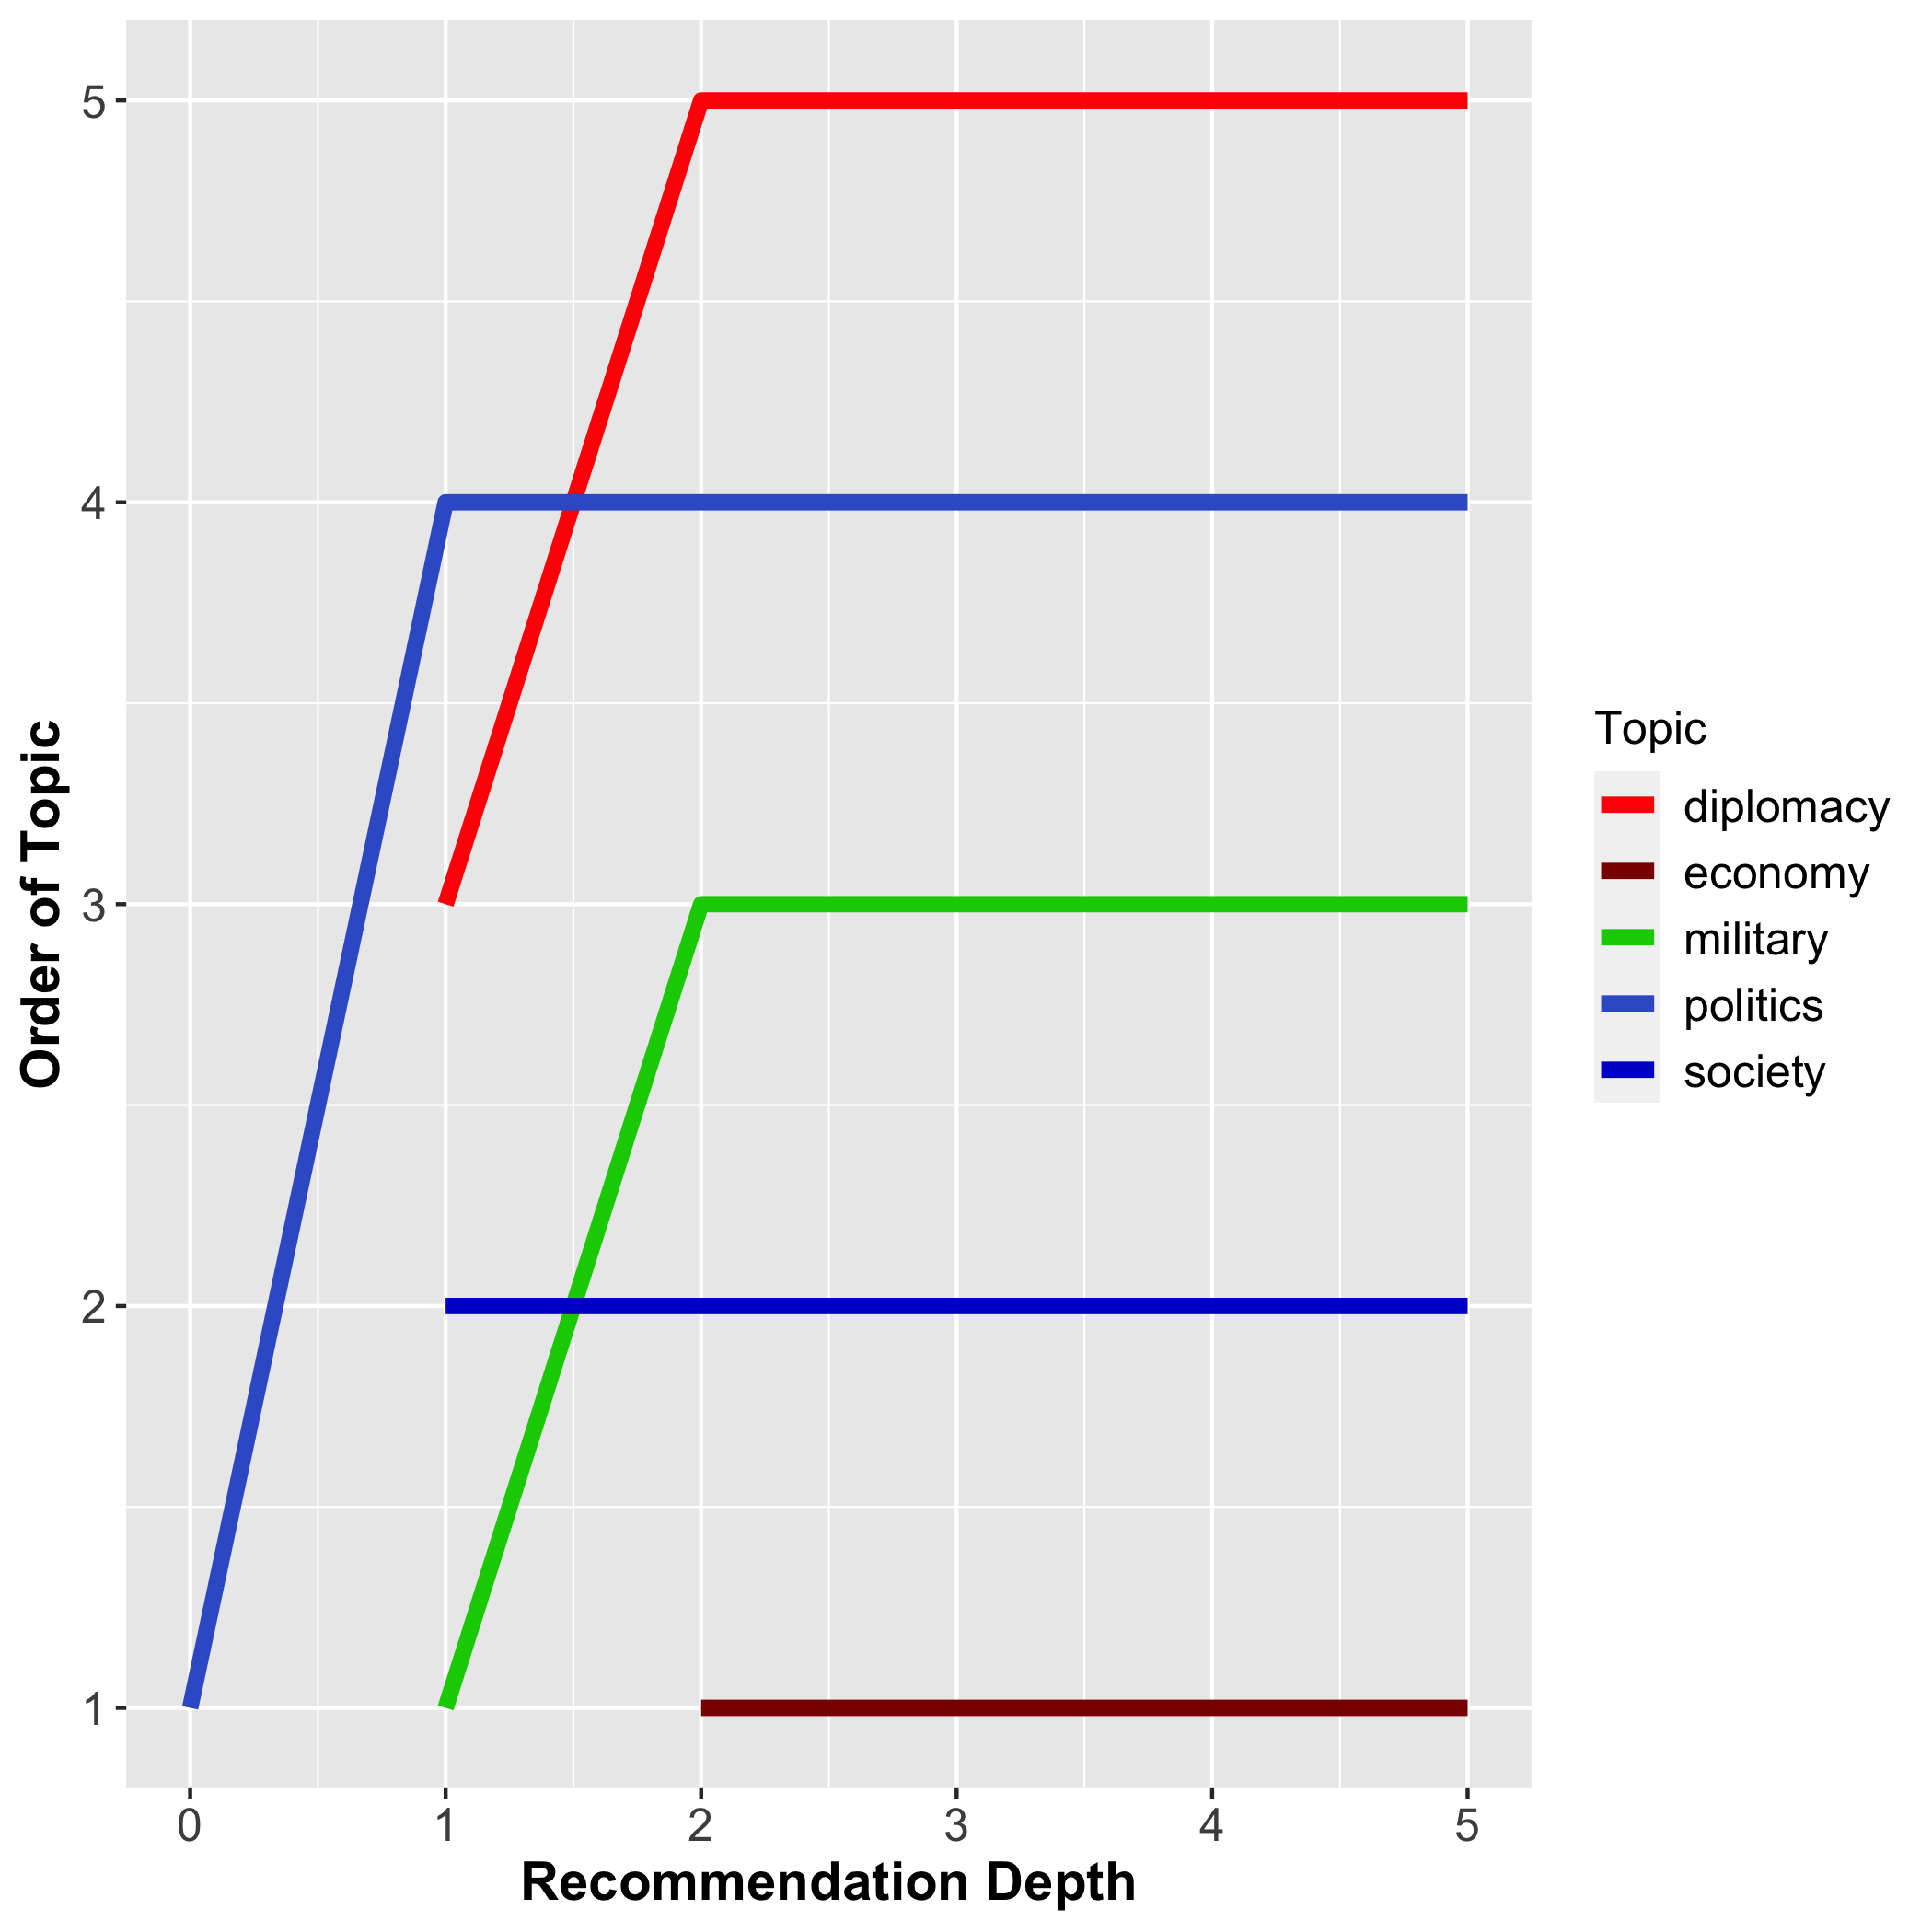 5
4
3
2
1
Order of Topic
0 1 2 3 4 5
Recommendation Depth
Topic
diplomacy
economy
military
politics
society